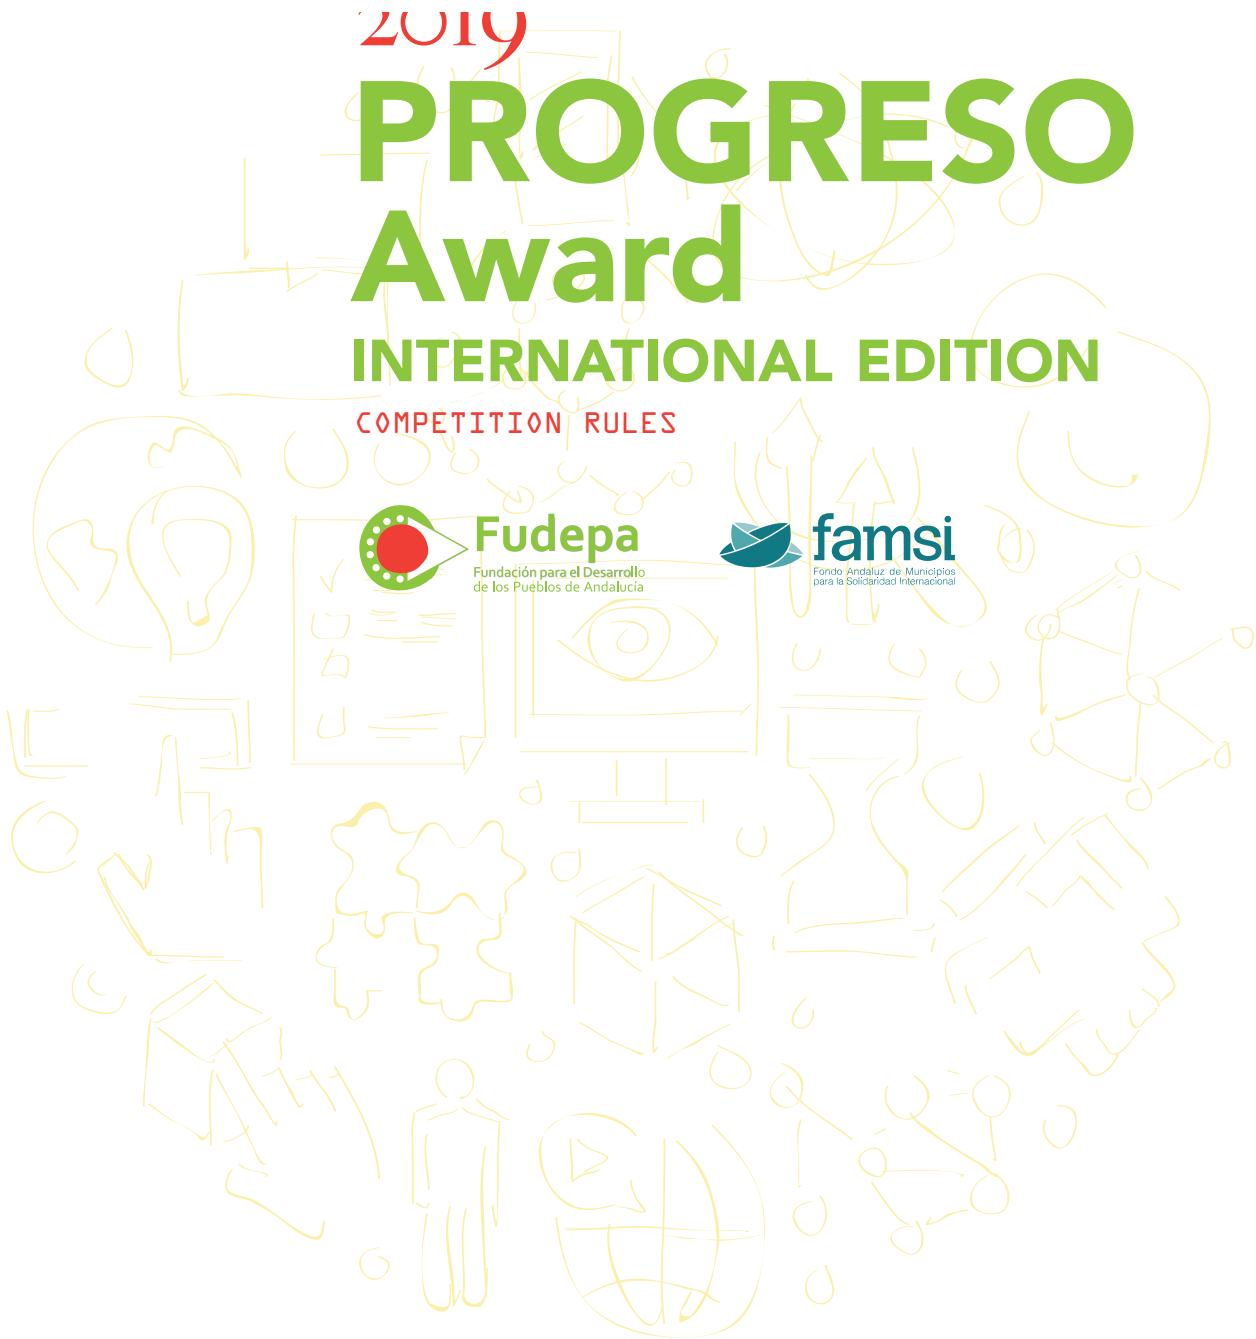 2019
PROGRESO
Award
INTERNATIONAL EDITION
COMPETITION RULES
Fudepa
Fundación para el Desarrollo
de los Pueblos de Andalucía
famsi
Fondo Andaluz de Municipios
para la Solidaridad Internacional